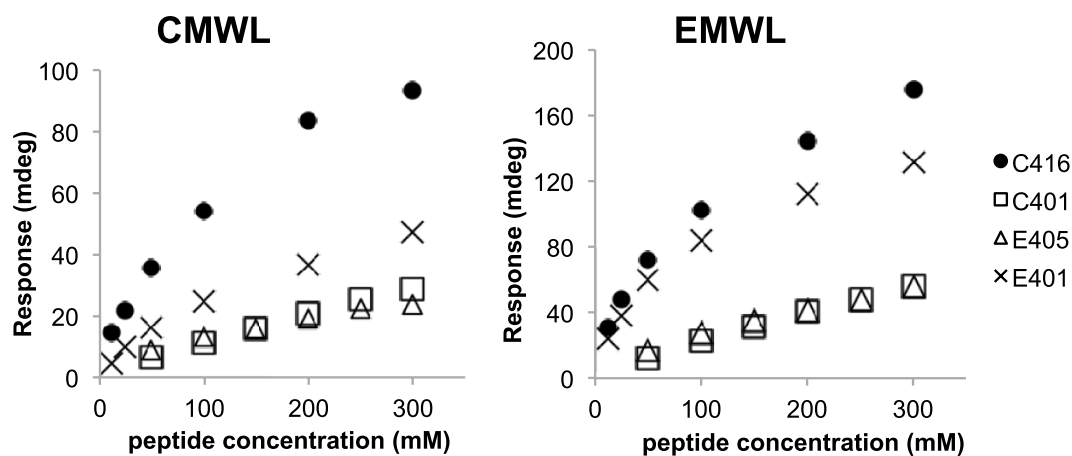 CMWL
EMWL
Response (mdeg)
100
80
60
40
20
0
0 100 200 300
peptide concentration (mM)
Response (mdeg)
200
160
120
80
40
0
0 100 200 300
peptide concentration (mM)
C416
C401
E405
E401